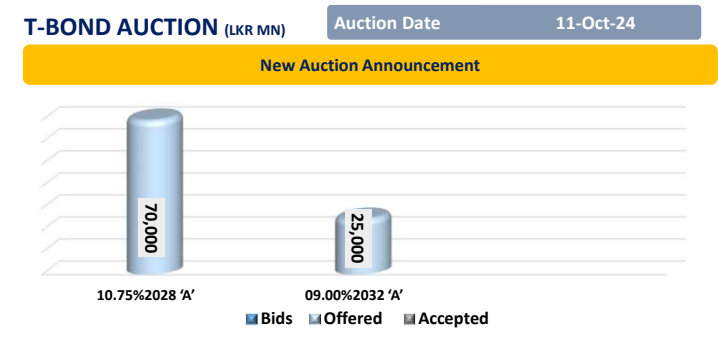 T-BOND AUCTION (LKR MN)
Auction Date 11-Oct-24
New Auction Announcement
70,000
25,000
10.75%2028 ‘A’ 09.00%2032 ‘A’
Bids Offered Accepted